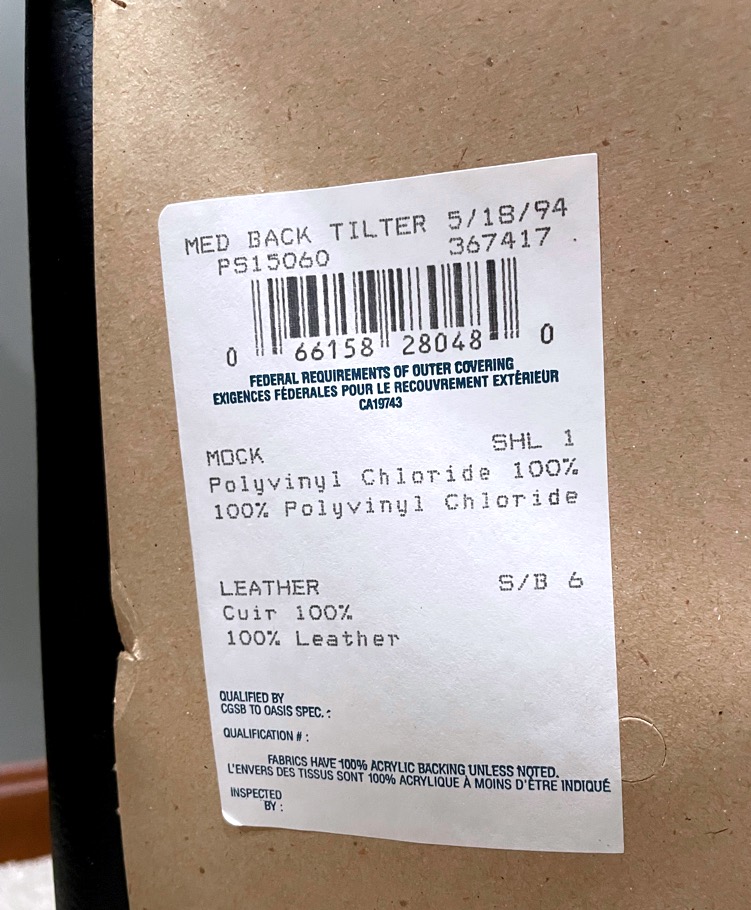 MED BACK TILTER 5/18/94
PS15060 367417
0 66158 28048 0
FEDERAL REQUIREMENTS OF OUTER COVERING
EXIGENCES FÉDERALES POUR LE RECOUVREMENT EXTÉRIEUR
CA19743
MOCK SHL 1
Polyvinyl Chloride 100%
100% Polyvinyl Chloride
LEATHER S/B 6
Cuir 100%
100% Leather
QUALIFIED BY
CGSB TO OASIS SPEC. :
QUALIFICATION # :
FABRICS HAVE 100% ACRYLIC BACKING UNLESS NOTED.
L'ENVERS DES TISSUS SONT 100% ACRYLIQUE À MOINS D'ÊTRE INDIQUÉ
INSPECTED
BY :